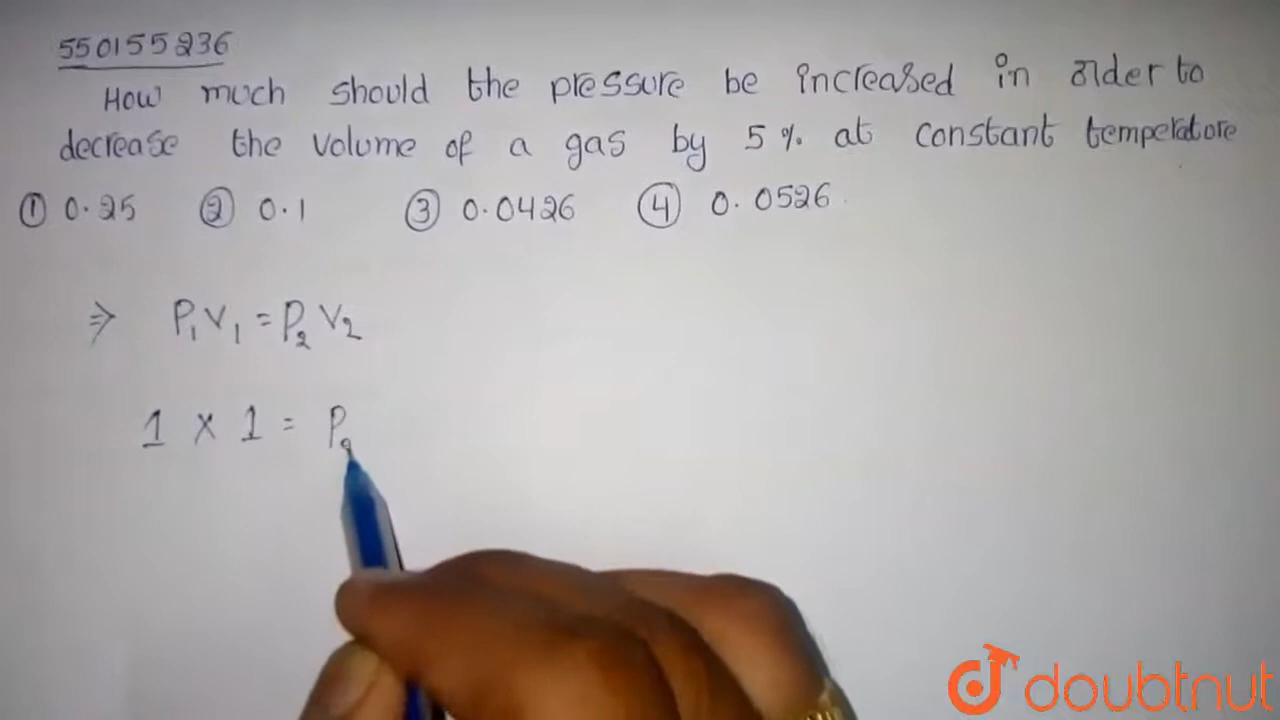 550155236
How much should the pressure be increased in order to
decrease the volume of a gas by 5% at constant temperature
① 0.25 ② 0.1 ③ 0.0426 ④ 0.0526
⇒ P₁V₁ = P₂V₂
1 × 1 = P₂
doubtnut